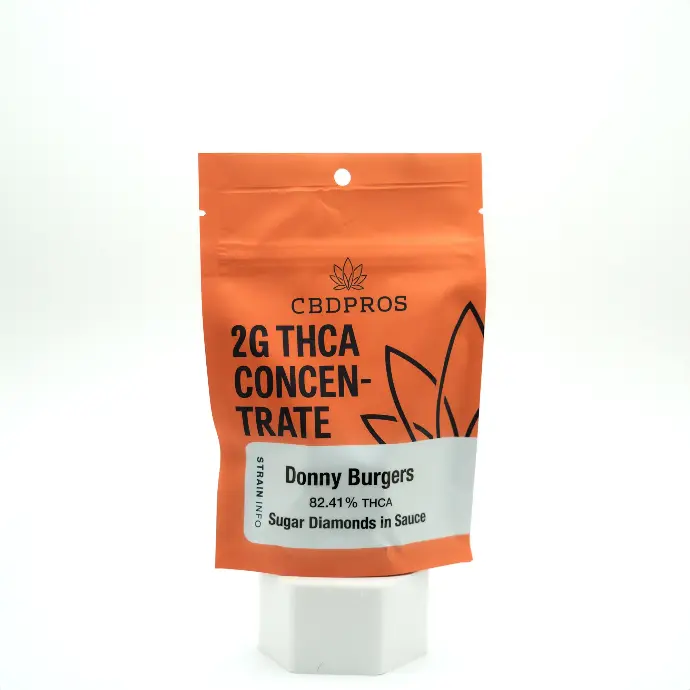 CBDPROS
2G THCA
CONCEN-
TRATE
STRAIN INFO
Donny Burgers
82.41% THCA
Sugar Diamonds in Sauce